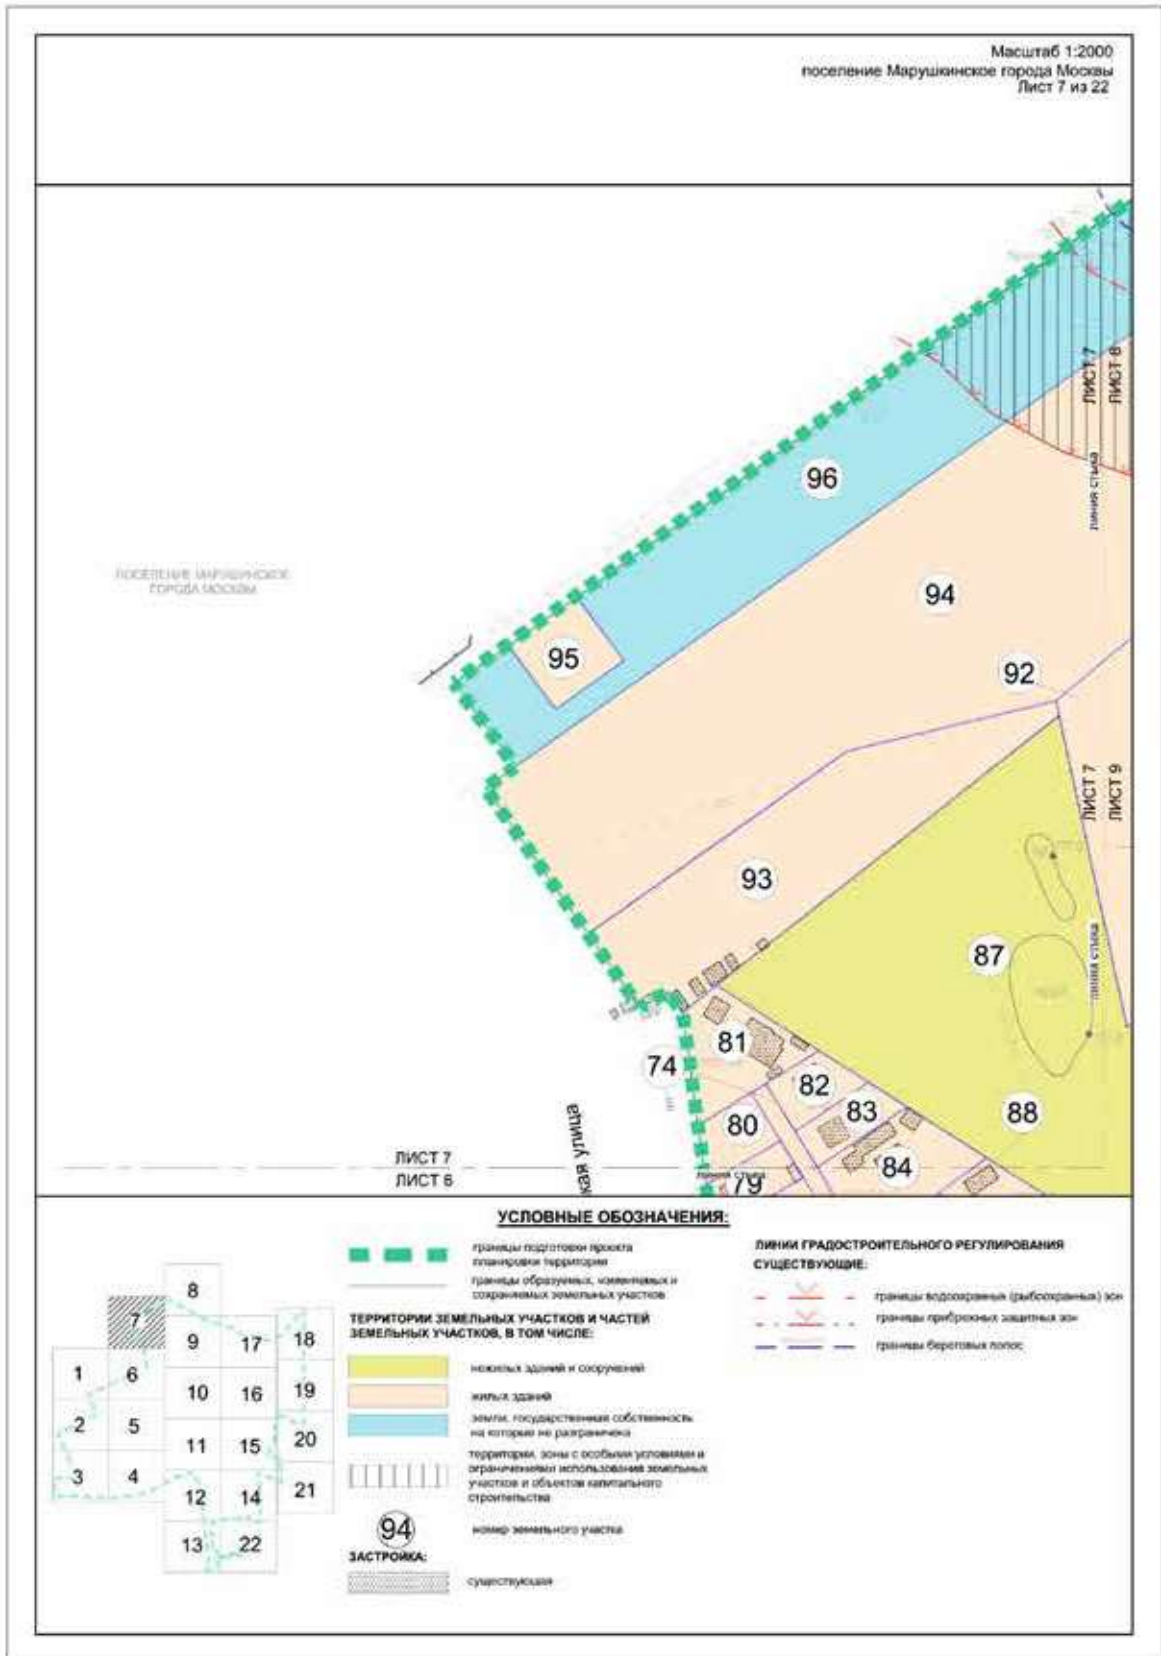 Масштаб 1:2000
поселение Марушкинское города Москвы
Лист 7 из 22
ЛИСТ 7
ЛИСТ 8
96
линия стыка
ПОСЕЛЕНИЕ МАРУШКИНСКОЕ
ГОРОДА МОСКВЫ
94
95
92
ЛИСТ 7
ЛИСТ 9
93
87
линия стыка
81
74
82
88
83
80
кая улица
ЛИСТ 7
84
линия стыка
ЛИСТ 6
79
УСЛОВНЫЕ ОБОЗНАЧЕНИЯ:
границы подготовки проекта
планировки территории
границы образуемых, изменяемых и
сохраняемых земельных участков
ТЕРРИТОРИИ ЗЕМЕЛЬНЫХ УЧАСТКОВ И ЧАСТЕЙ
ЗЕМЕЛЬНЫХ УЧАСТКОВ, В ТОМ ЧИСЛЕ:
нежилых зданий и сооружений
жилых зданий
земли, государственная собственность
на которые не разграничена
территории, зоны с особыми условиями и
ограничениями использования земельных
участков и объектов капитального
строительства
94
номер земельного участка
ЗАСТРОЙКА:
существующая
ЛИНИИ ГРАДОСТРОИТЕЛЬНОГО РЕГУЛИРОВАНИЯ
СУЩЕСТВУЮЩИЕ:
границы водоохранных (рыбоохранных) зон
границы прибрежных защитных зон
границы береговых полос
8
7
9
17
18
1
6
10
16
19
2
5
11
15
20
3
4
12
14
21
13
22